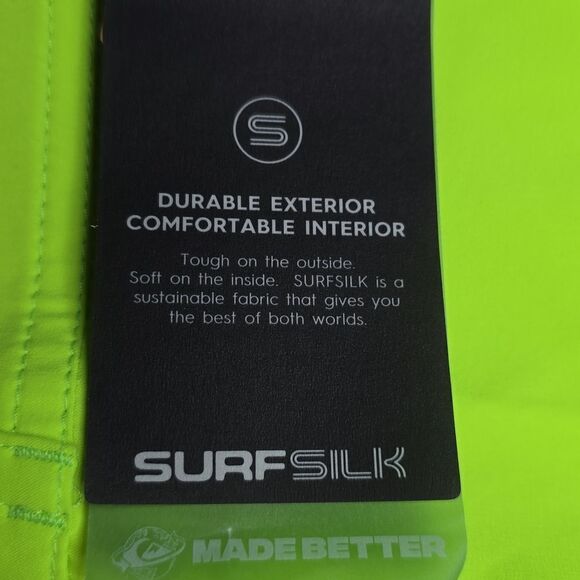 S
DURABLE EXTERIOR
COMFORTABLE INTERIOR
Tough on the outside.
Soft on the inside. SURFSILK is a
sustainable fabric that gives you
the best of both worlds.
SURFSILK
MADE BETTER